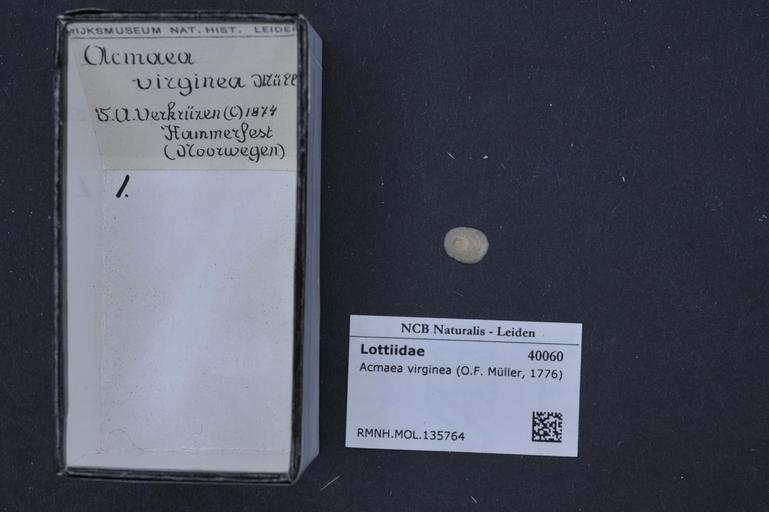 RIJKSMUSEUM NAT. HIST. LEIDEN
Acmaea
virginea Müll
T.A. Verkrüzen (C) 1874
Hammerfest
(Noorwegen)
1.
NCB Naturalis - Leiden
Lottiidae 40060
Acmaea virginea (O.F. Müller, 1776)
RMNH.MOL.135764